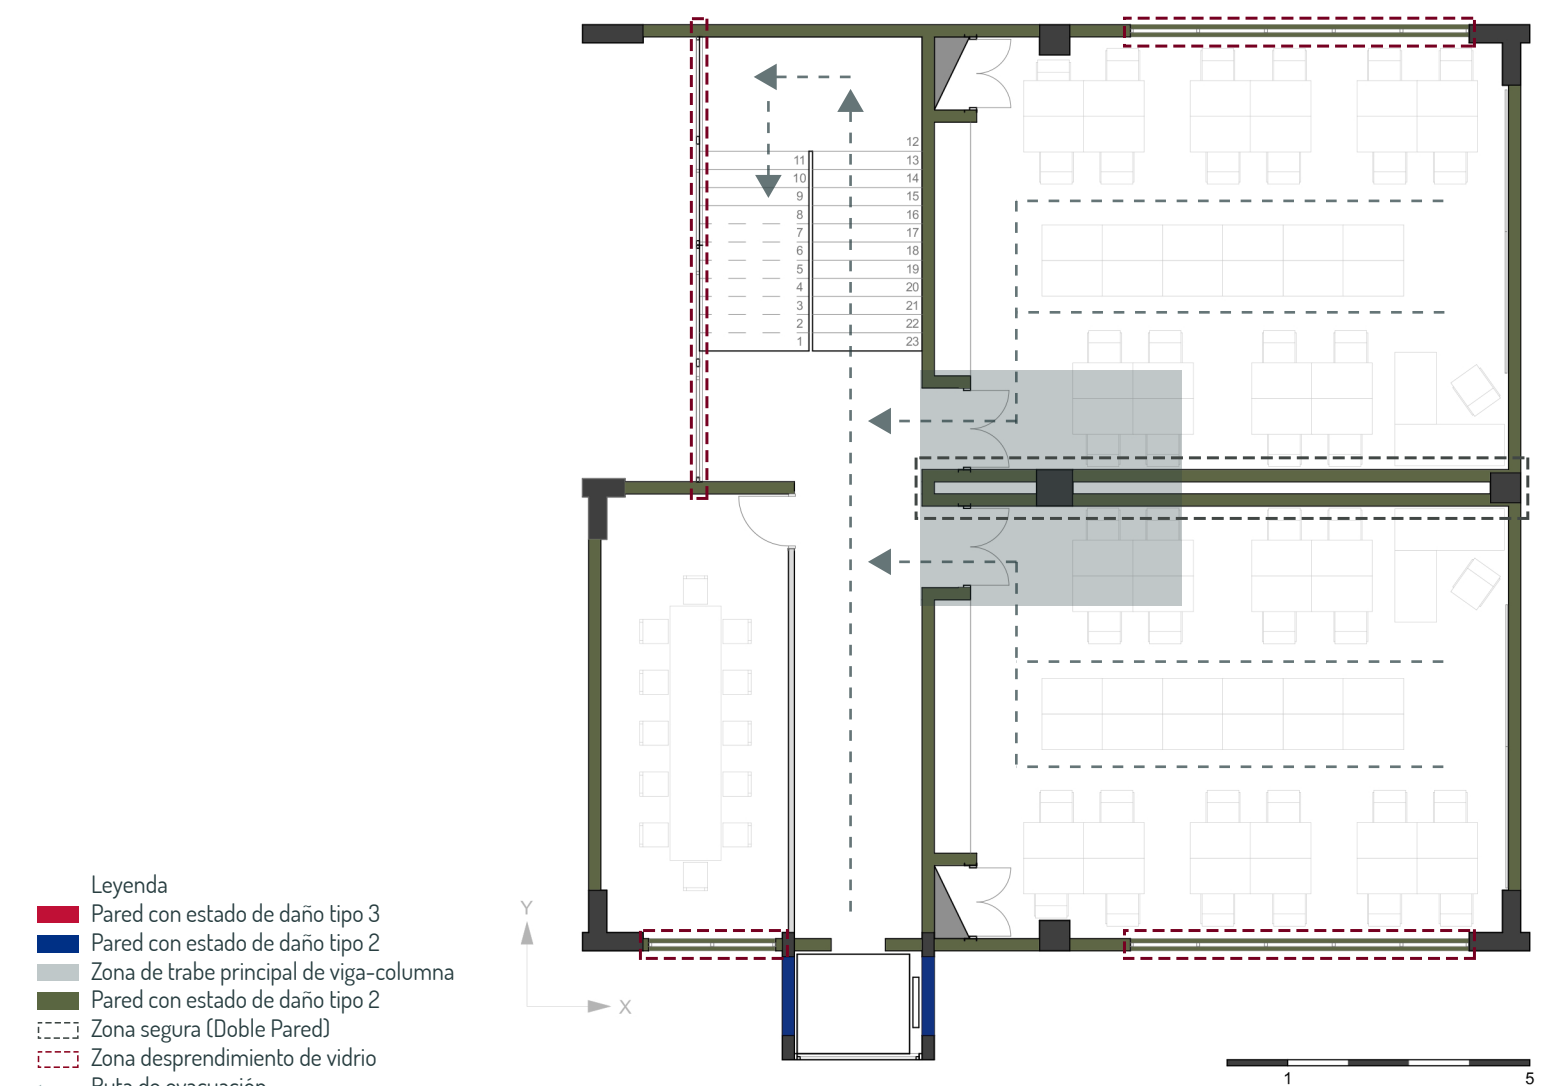 12
11 13
10 14
9 15
8 16
7 17
6 18
5 19
4 20
3 21
2 22
1 23
Leyenda
Pared con estado de daño tipo 3
Pared con estado de daño tipo 2
Zona de trabe principal de viga-columna
Pared con estado de daño tipo 2
Zona segura (Doble Pared)
Zona desprendimiento de vidrio
Ruta de evacuación
Y
X
1 5